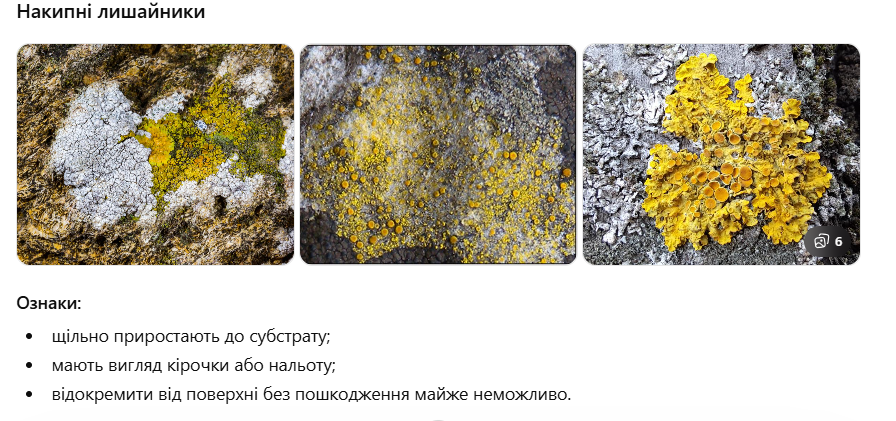 Накипні лишайники
6
Ознаки:
• щільно приростають до субстрату;
• мають вигляд кірочки або нальоту;
• відокремити від поверхні без пошкодження майже неможливо.